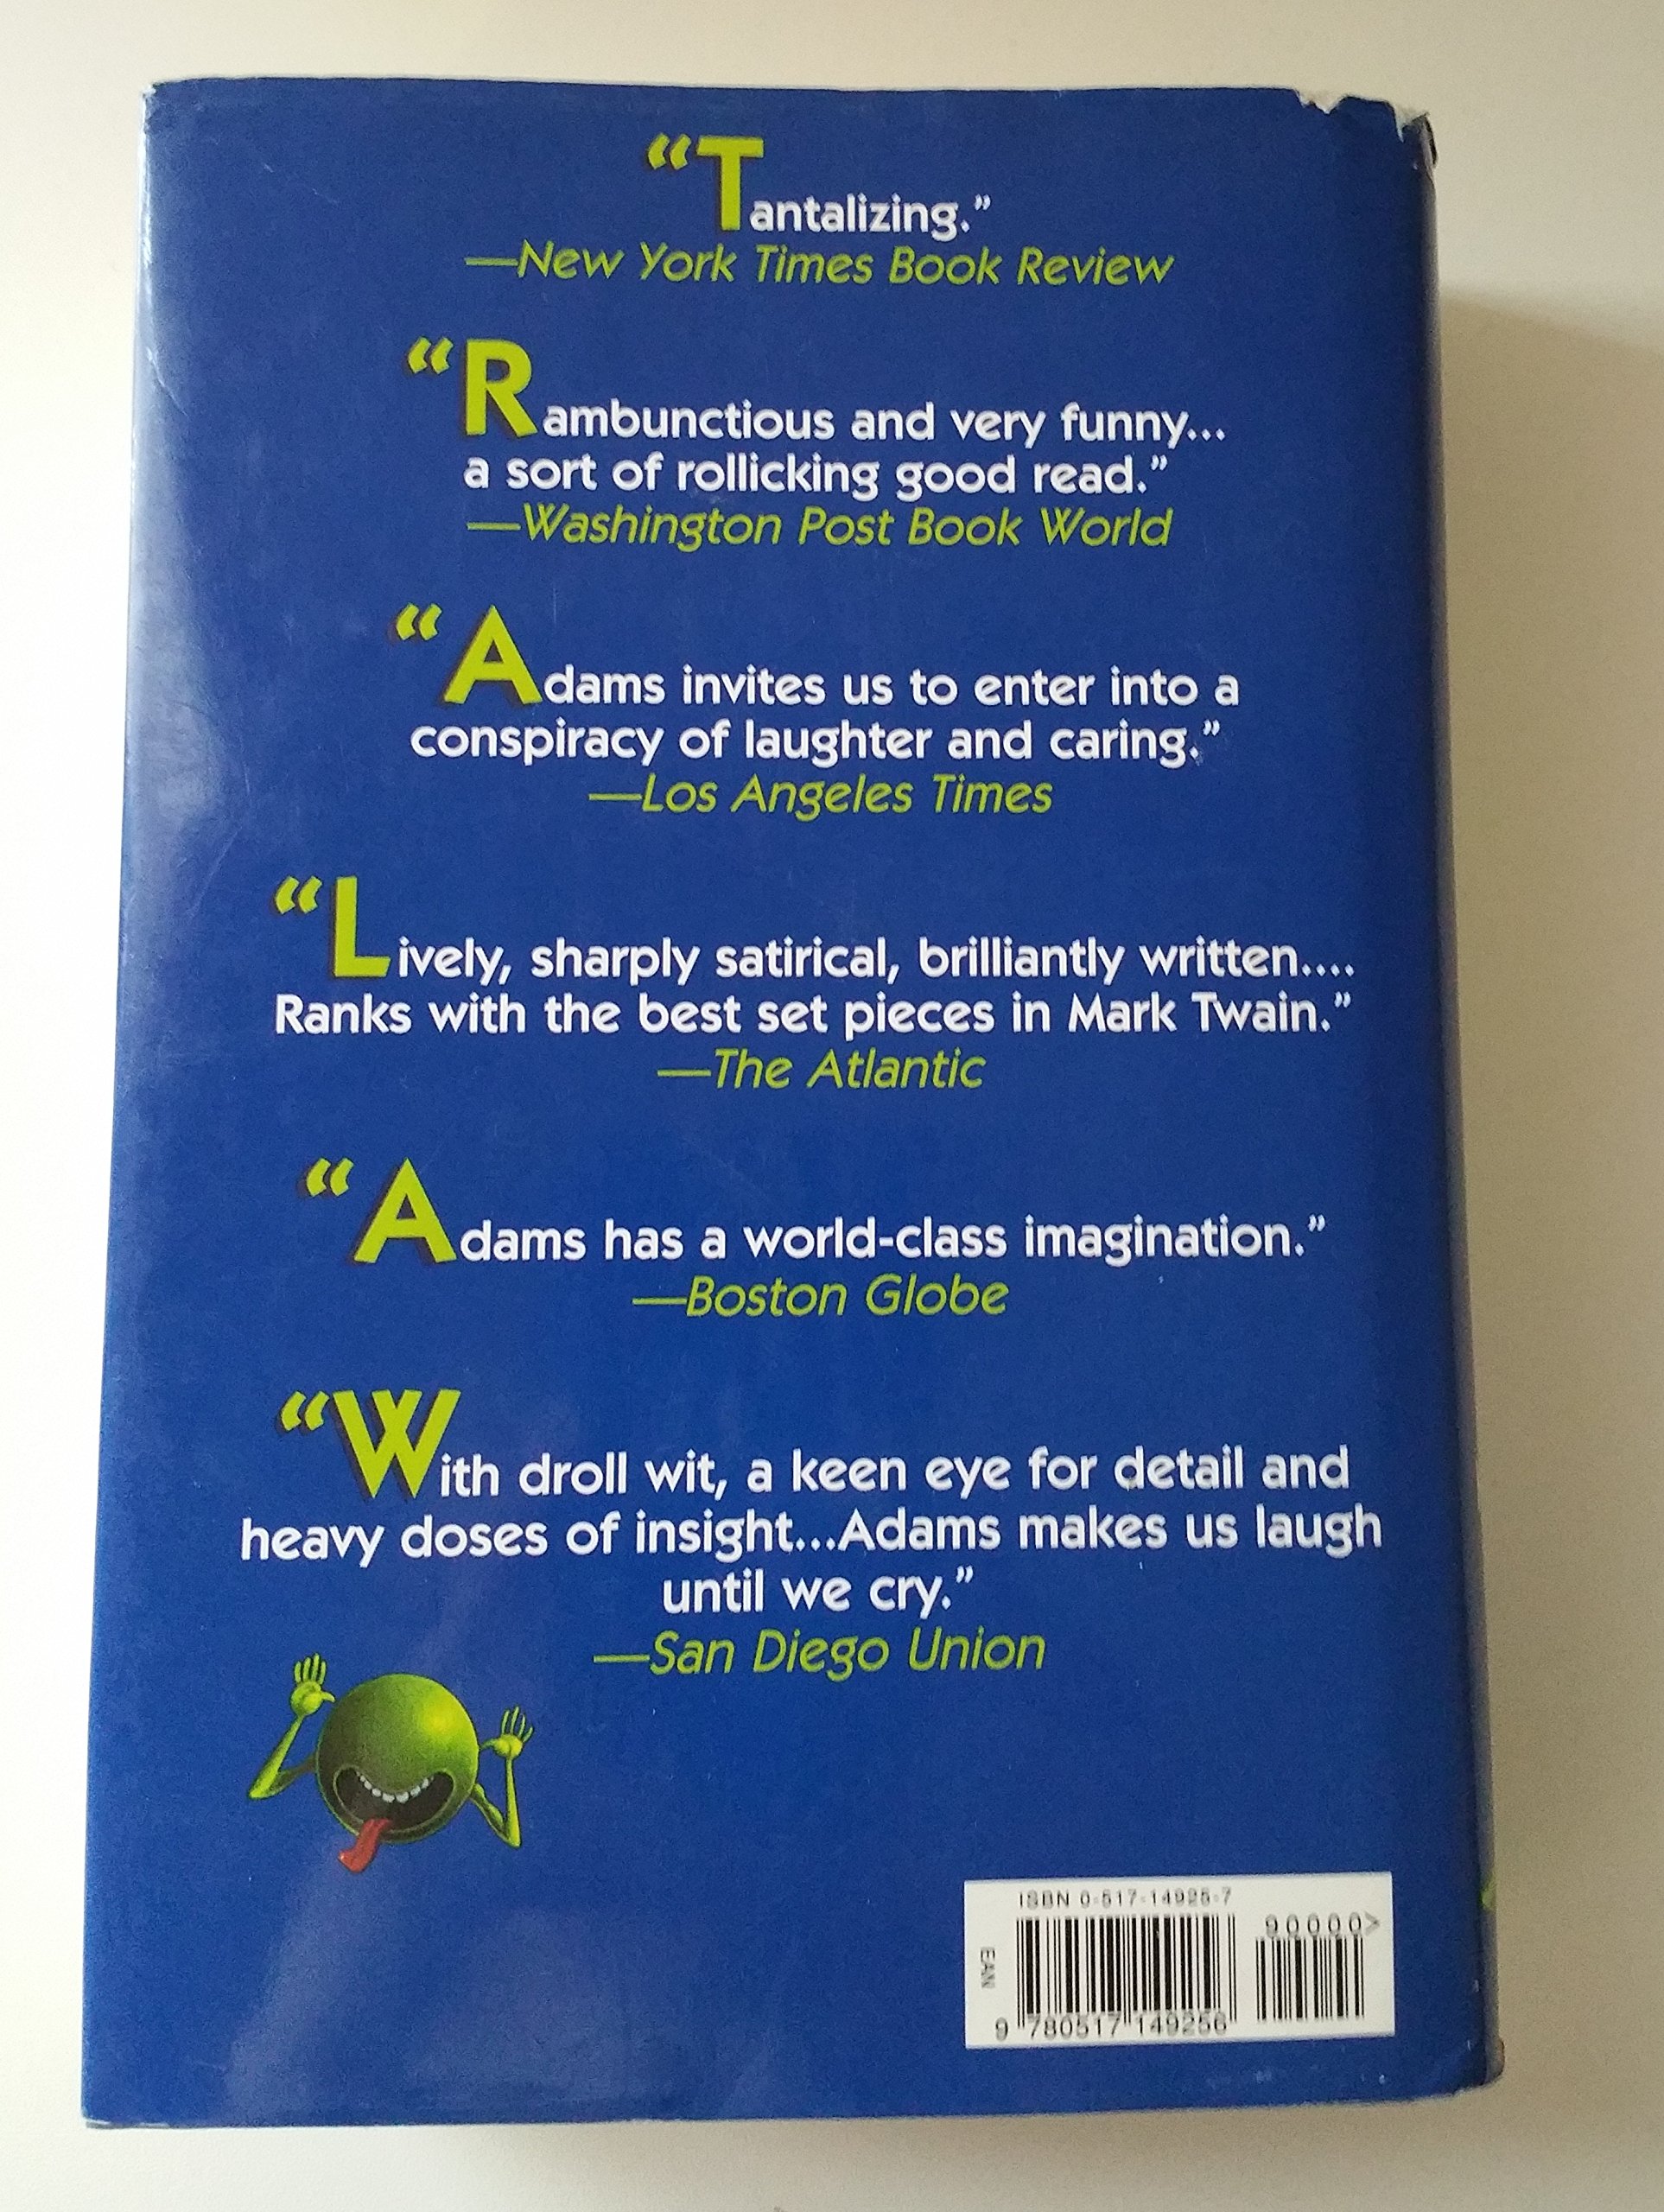 “Tantalizing.”
—New York Times Book Review
“Rambunctious and very funny...
a sort of rollicking good read.”
—Washington Post Book World
“Adams invites us to enter into a
conspiracy of laughter and caring.”
—Los Angeles Times
“Lively, sharply satirical, brilliantly written....
Ranks with the best set pieces in Mark Twain.”
—The Atlantic
“Adams has a world-class imagination.”
—Boston Globe
“With droll wit, a keen eye for detail and
heavy doses of insight...Adams makes us laugh
until we cry.”
—San Diego Union
ISBN 0-517-14925-7
90000>
EAN
9 780517 149256